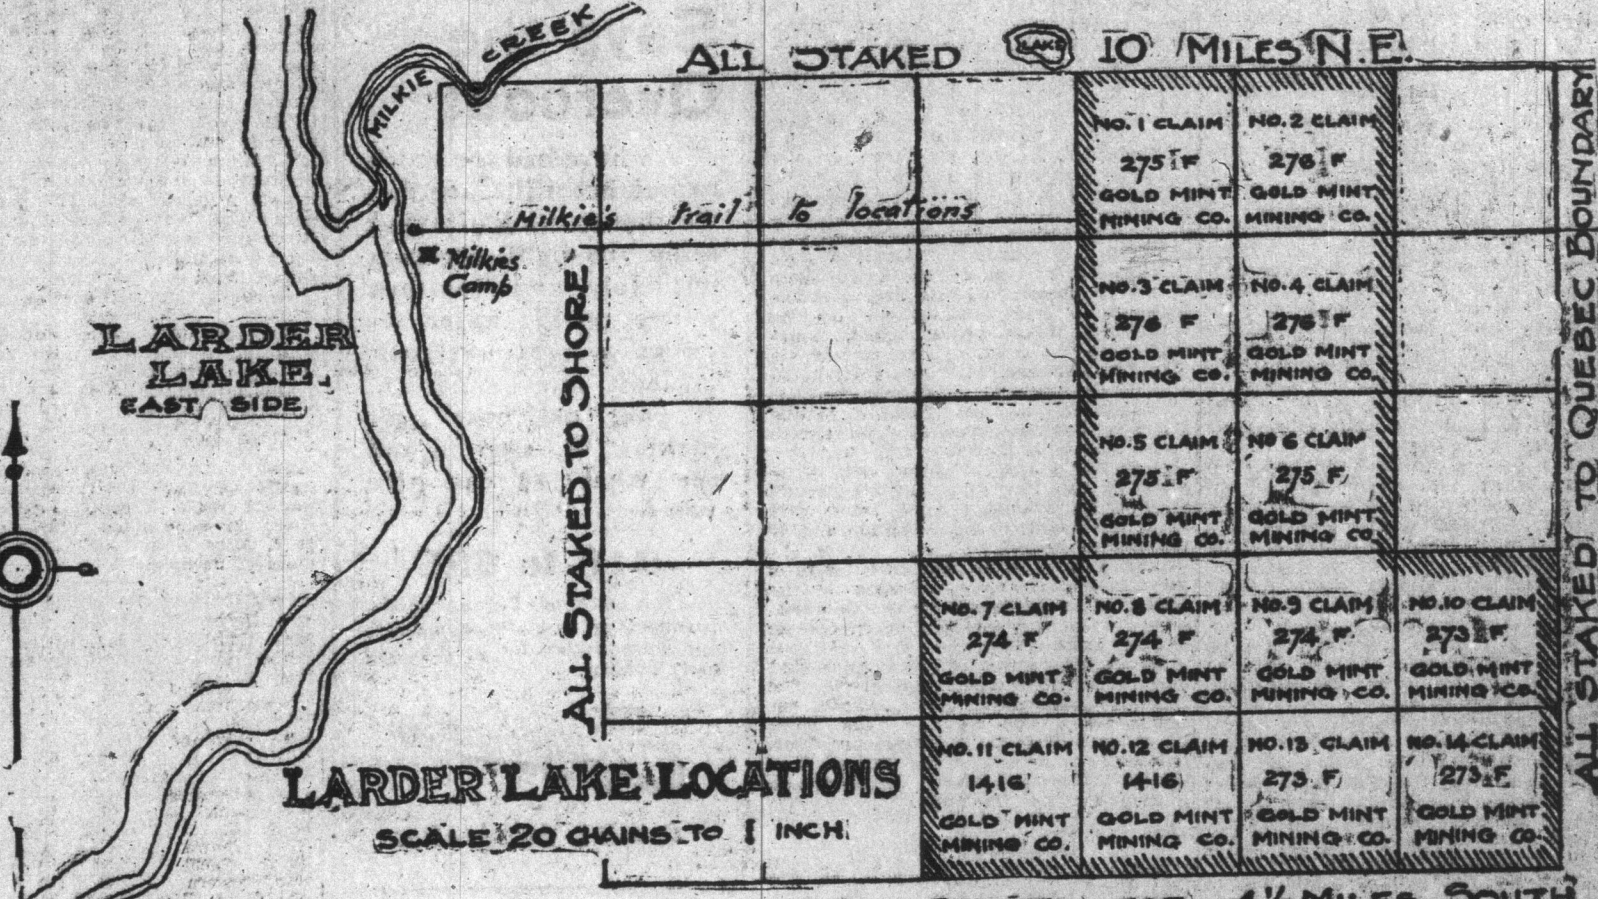 MILKIE CREEK
ALL STAKED LAKE 10 MILES N.E.
NO. 1 CLAIM
275 F
GOLD MINT
MINING CO.
NO. 2 CLAIM
276 F
GOLD MINT
MINING CO.
Milkie's trail to locations
Milkies
Camp
NO. 3 CLAIM
276 F
GOLD MINT
MINING CO.
NO. 4 CLAIM
276 F
GOLD MINT
MINING CO.
LARDER
LAKE.
EAST SIDE
ALL STAKED TO SHORE
ALL STAKED TO QUEBEC BOUNDARY
NO. 5 CLAIM
275 F
GOLD MINT
MINING CO.
NO 6 CLAIM
275 F
GOLD MINT
MINING CO.
NO. 7 CLAIM
274 F
GOLD MINT
MINING CO.
NO. 8 CLAIM
274 F
GOLD MINT
MINING CO.
NO. 9 CLAIM
274 F
GOLD MINT
MINING CO.
NO. 10 CLAIM
273 F
GOLD MINT
MINING CO.
NO. 11 CLAIM
1416
GOLD MINT
MINING CO.
NO. 12 CLAIM
1416
GOLD MINT
MINING CO.
NO. 13 CLAIM
273 F
GOLD MINT
MINING CO.
NO. 14 CLAIM
273 F
GOLD MINT
MINING CO.
LARDER LAKE LOCATIONS
SCALE 20 CHAINS TO 1 INCH.
MILES SOUTH